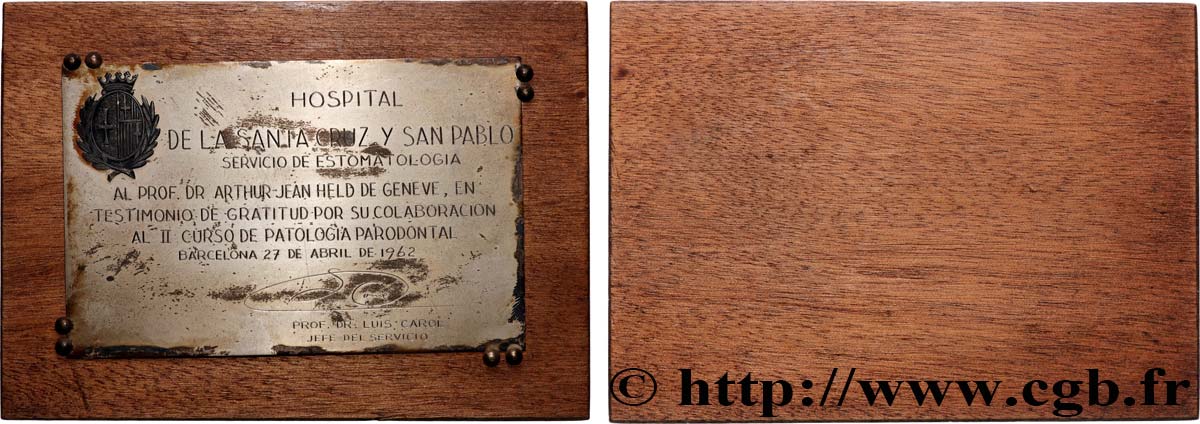 HOSPITAL
DE LA SANTA CRUZ Y SAN PABLO
SERVICIO DE ESTOMATOLOGIA
AL PROF. DR ARTHUR-JEAN HELD DE GENEVE, EN
TESTIMONIO DE GRATITUD POR SU COLABORACION
AL II CURSO DE PATOLOGIA PARODONTAL
BARCELONA 27 DE ABRIL DE 1962
PROF. DR. LUIS CAROL
JEFE DEL SERVICIO
© http://www.cgb.fr